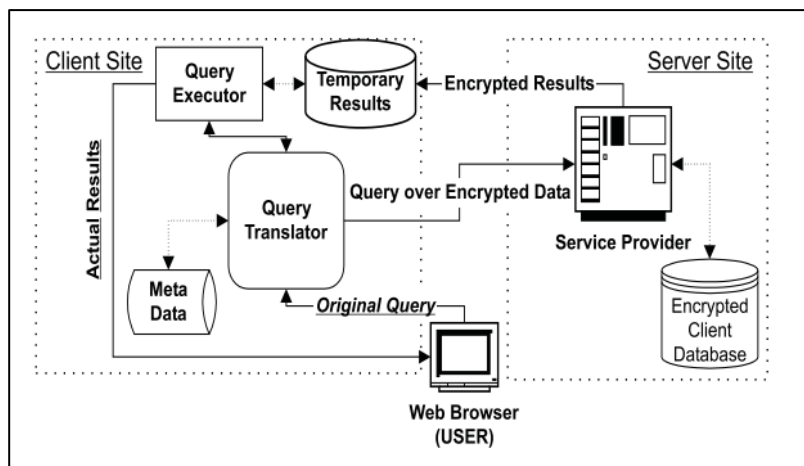 Client Site
Query
Executor
Temporary
Results
Encrypted Results
Server Site
Actual Results
Query
Translator
Query over Encrypted Data
Service Provider
Meta
Data
Original Query
Encrypted
Client
Database
Web Browser
(USER)